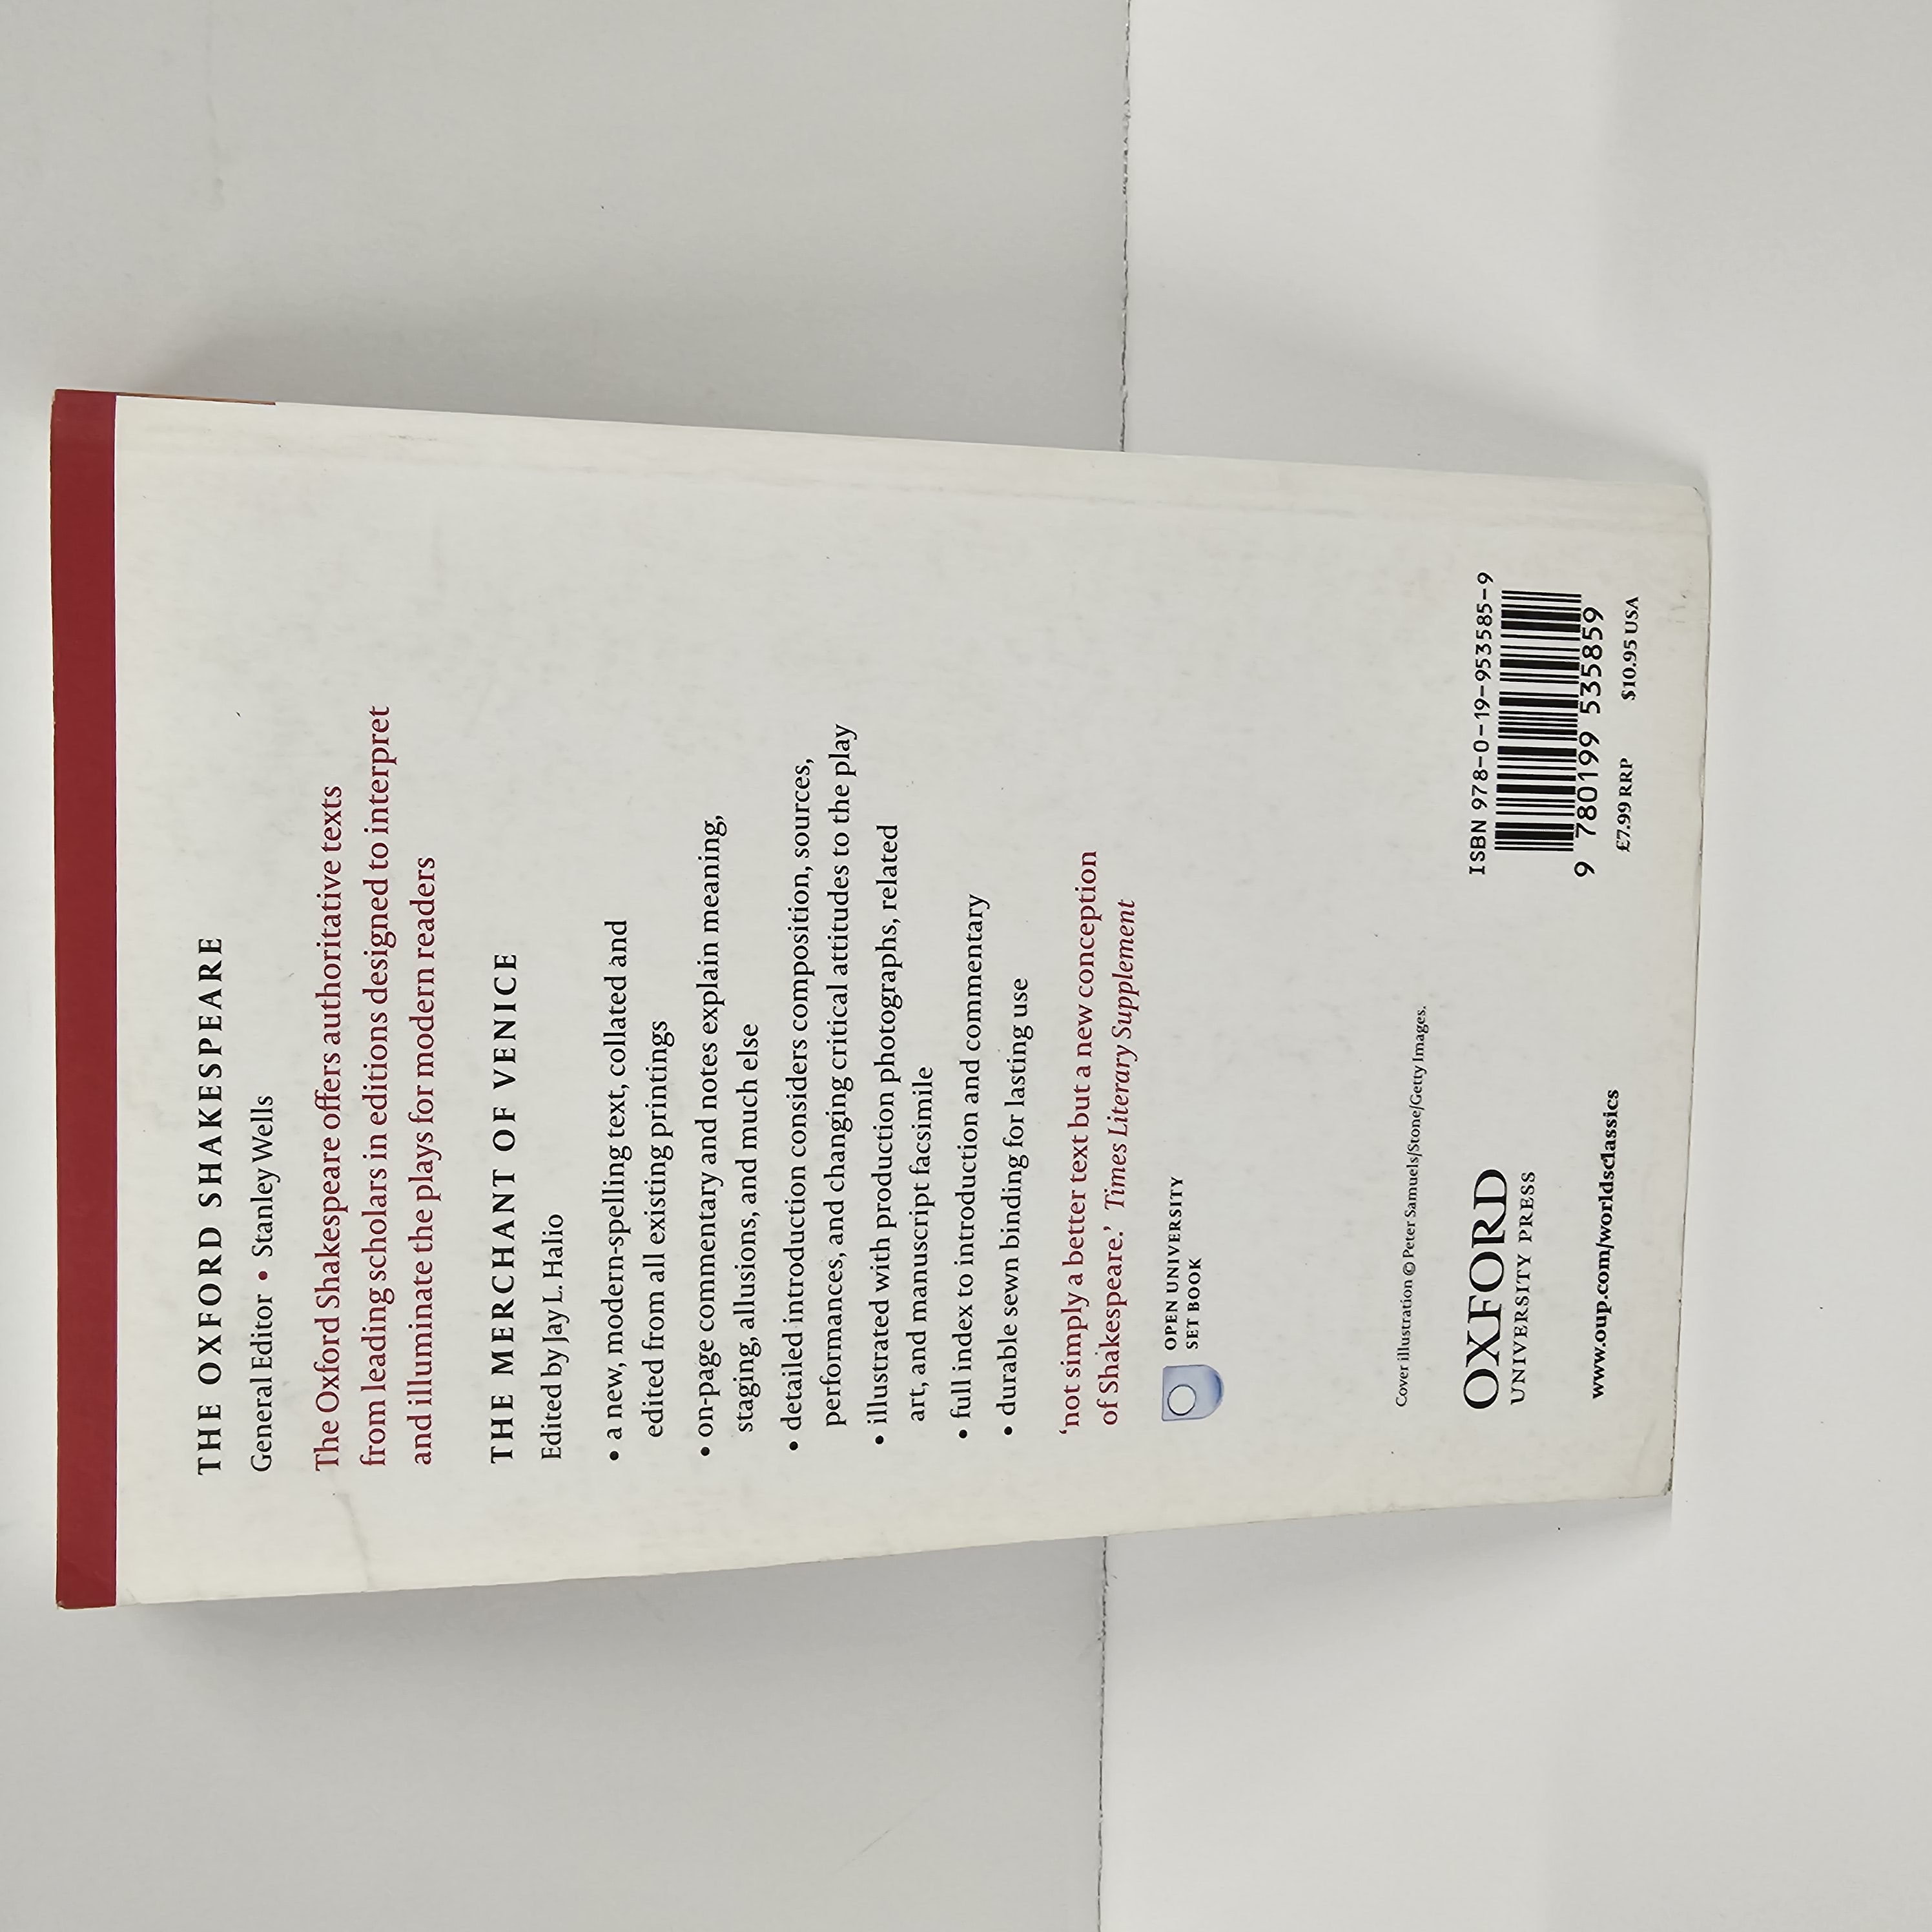 THE OXFORD SHAKESPEARE
General Editor • Stanley Wells
The Oxford Shakespeare offers authoritative texts
from leading scholars in editions designed to interpret
and illuminate the plays for modern readers
THE MERCHANT OF VENICE
Edited by Jay L. Halio
• a new, modern-spelling text, collated and
edited from all existing printings
• on-page commentary and notes explain meaning,
staging, allusions, and much else
• detailed introduction considers composition, sources,
performances, and changing critical attitudes to the play
• illustrated with production photographs, related
art, and manuscript facsimile
• full index to introduction and commentary
• durable sewn binding for lasting use
‘not simply a better text but a new conception
of Shakespeare.’ Times Literary Supplement
OPEN UNIVERSITY
SET BOOK
Cover illustration © Peter Samuels/Stone/Getty Images.
OXFORD
UNIVERSITY PRESS
www.oup.com/worldsclassics
ISBN 978-0-19-953585-9
9 780199 535859
£7.99 RRP $10.95 USA